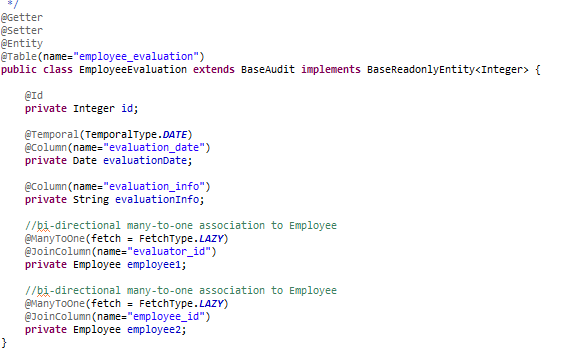 */
@Getter
@Setter
@Entity
@Table(name="employee_evaluation")
public class EmployeeEvaluation extends BaseAudit implements BaseReadonlyEntity<Integer> {
@Id
private Integer id;
@Temporal(TemporalType.DATE)
@Column(name="evaluation_date")
private Date evaluationDate;
@Column(name="evaluation_info")
private String evaluationInfo;
//bi-directional many-to-one association to Employee
@ManyToOne(fetch = FetchType.LAZY)
@JoinColumn(name="evaluator_id")
private Employee employee1;
//bi-directional many-to-one association to Employee
@ManyToOne(fetch = FetchType.LAZY)
@JoinColumn(name="employee_id")
private Employee employee2;
}